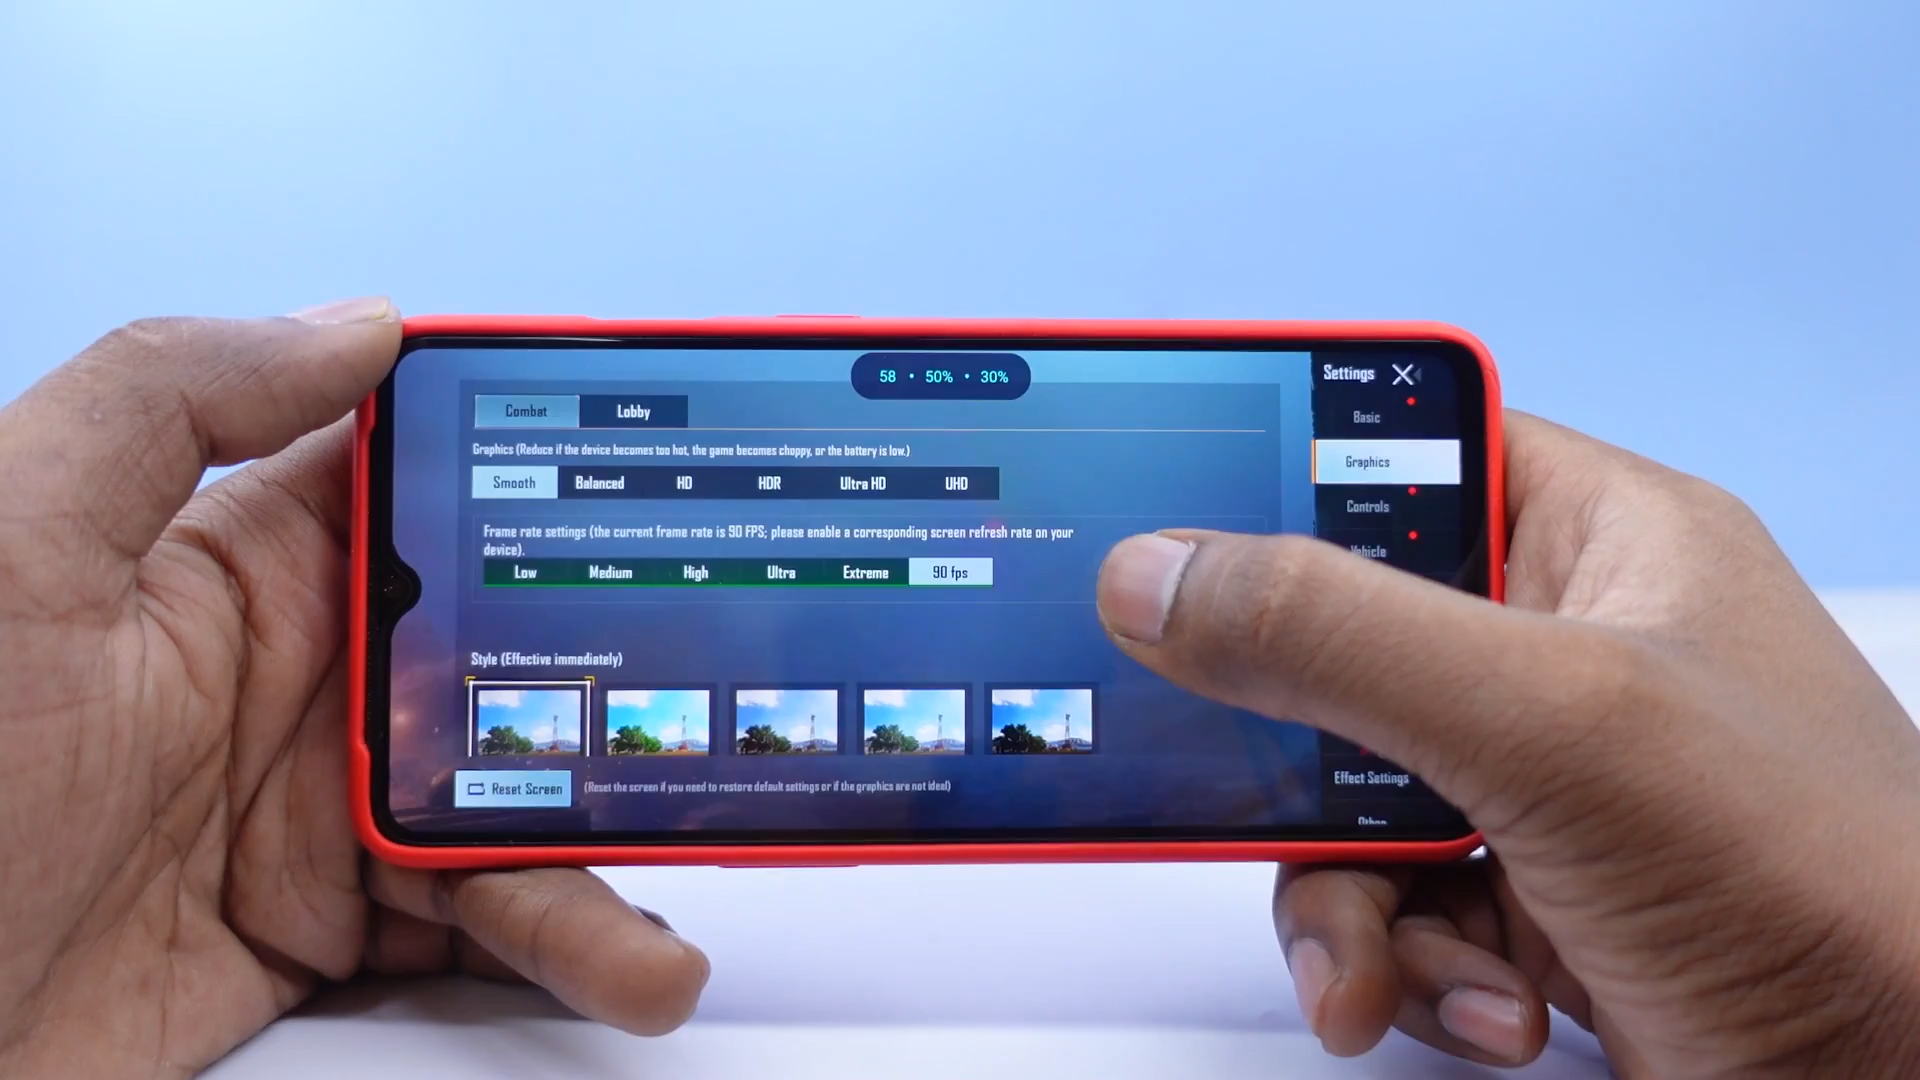 58 • 50% • 30%
Settings
Combat
Lobby
Basic
Graphics (Reduce if the device becomes too hot, the game becomes choppy, or the battery is low.)
Graphics
Smooth
Balanced
HD
HDR
Ultra HD
UHD
Controls
Frame rate settings (the current frame rate is 90 FPS; please enable a corresponding screen refresh rate on your
device).
Vehicle
Low
Medium
High
Ultra
Extreme
90 fps
Style (Effective immediately)
Effect Settings
Reset Screen
(Reset the screen if you need to restore default settings or if the graphics are not ideal)
Other